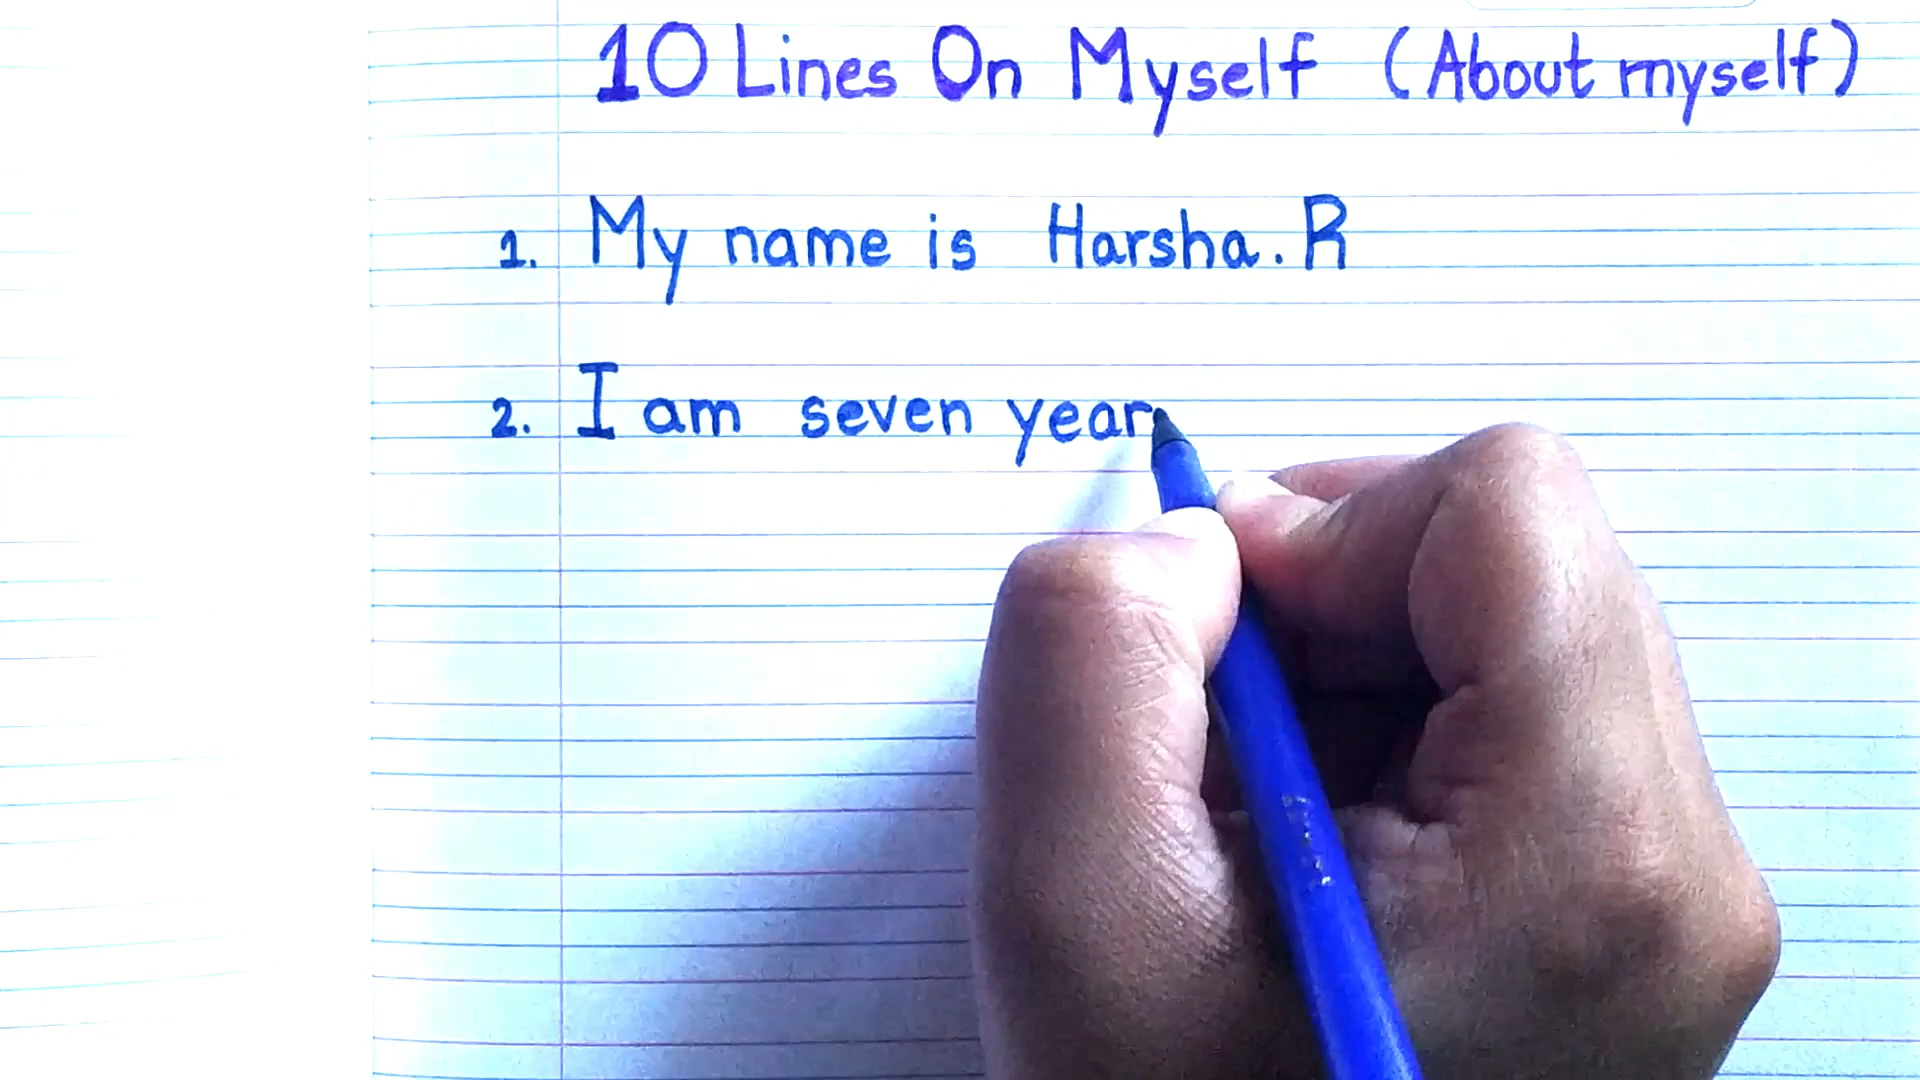 10 Lines On Myself (About myself)
1. My name is Harsha. R
2. I am seven year